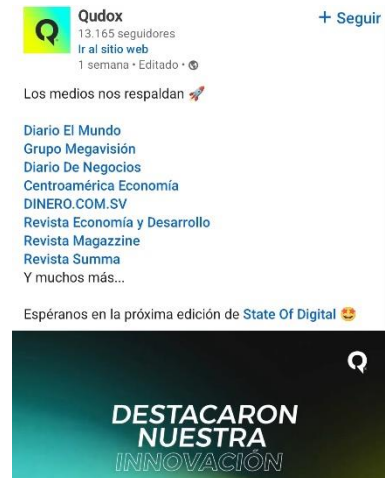 Qudox
+ Seguir
13.165 seguidores
Ir al sitio web
1 semana • Editado •
Los medios nos respaldan 🚀
Diario El Mundo
Grupo Megavisión
Diario De Negocios
Centroamérica Economía
DINERO.COM.SV
Revista Economía y Desarrollo
Revista Magazzine
Revista Summa
Y muchos más...
Espéranos en la próxima edición de State Of Digital 🤩
DESTACARON
NUESTRA
INNOVACIÓN